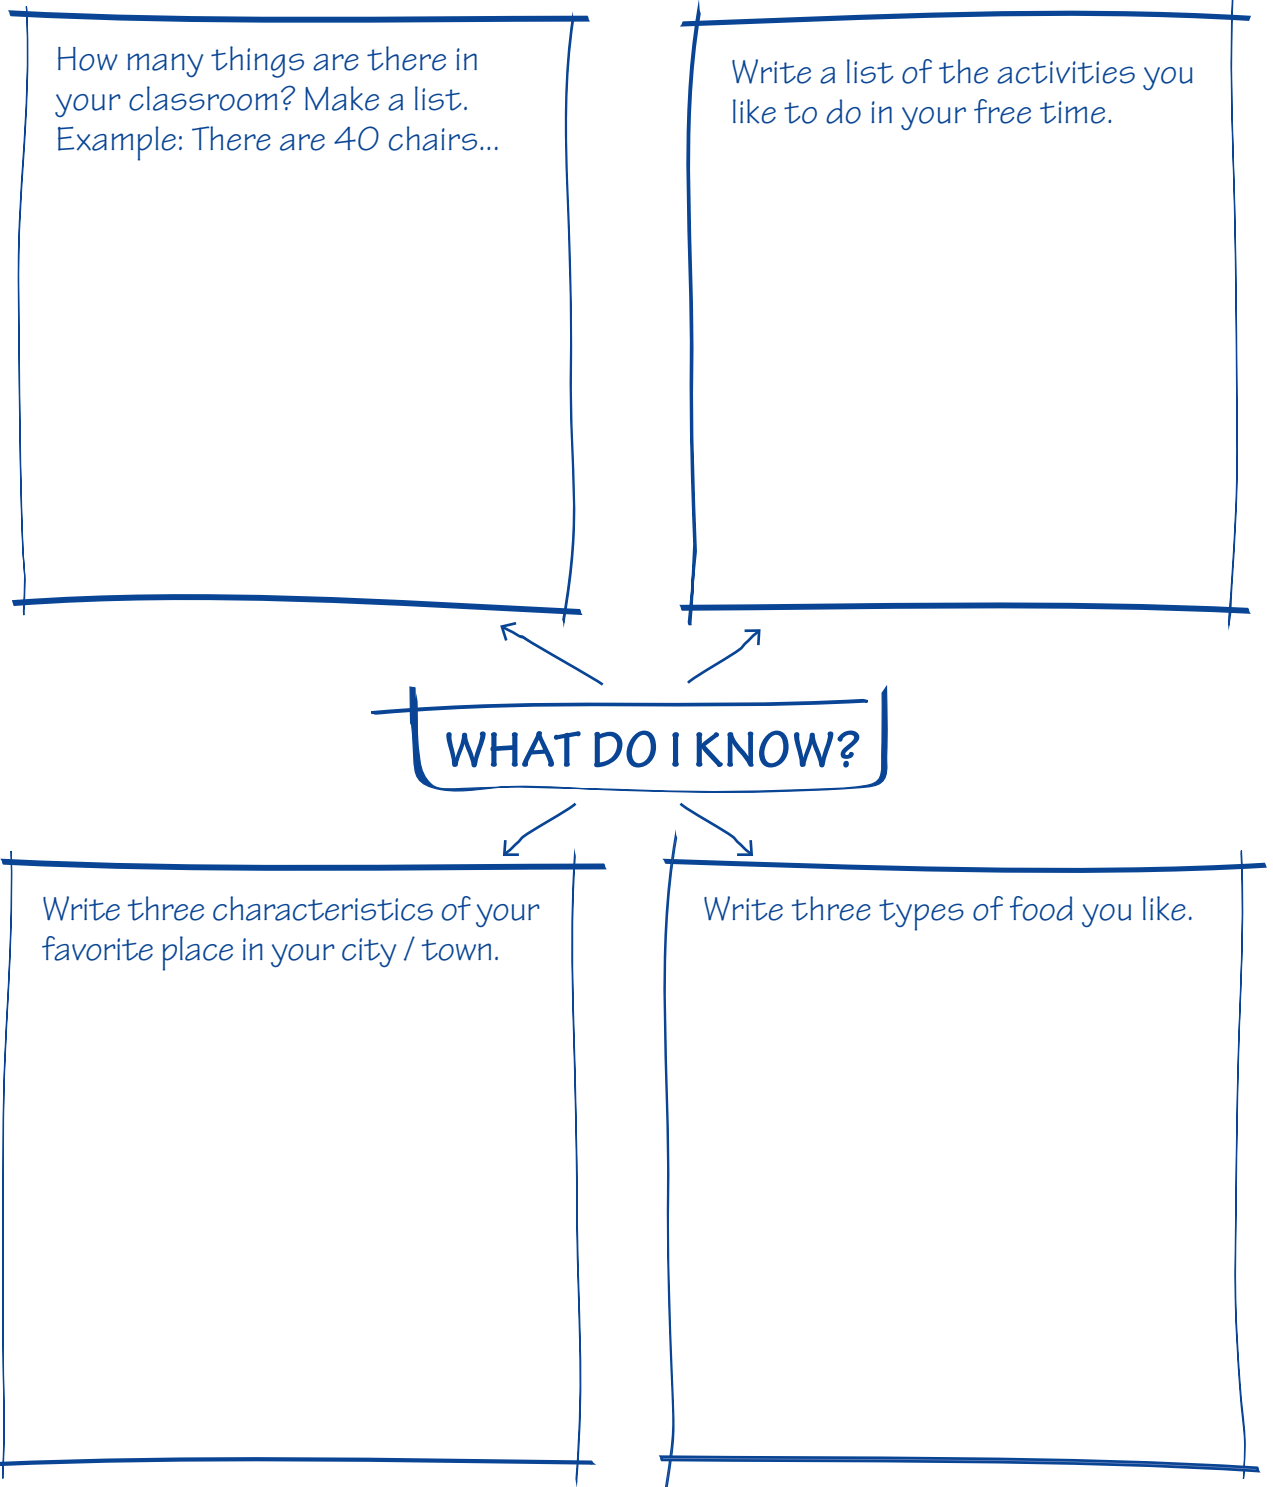 How many things are there in
your classroom? Make a list.
Example: There are 40 chairs...
Write a list of the activities you
like to do in your free time.
WHAT DO I KNOW?
Write three characteristics of your
favorite place in your city / town.
Write three types of food you like.